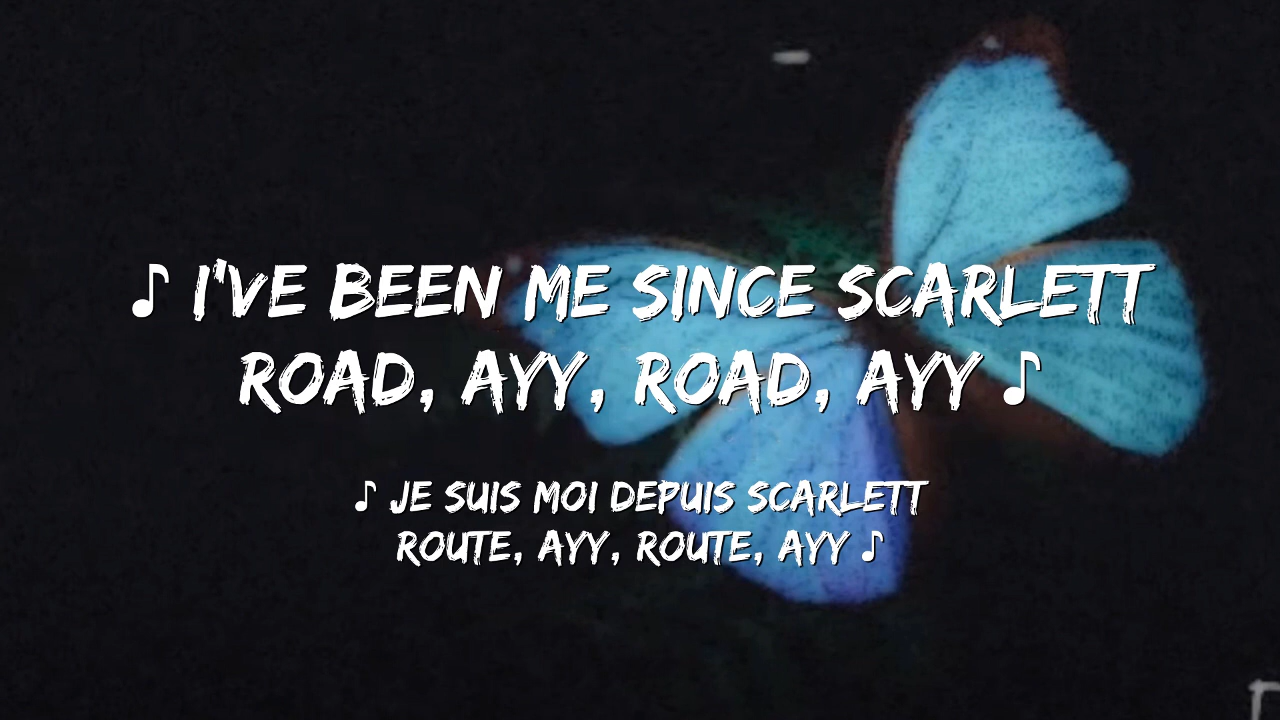 ♪ I'VE BEEN ME SINCE SCARLETT
ROAD, AYY, ROAD, AYY ♪
♪ JE SUIS MOI DEPUIS SCARLETT
ROUTE, AYY, ROUTE, AYY ♪